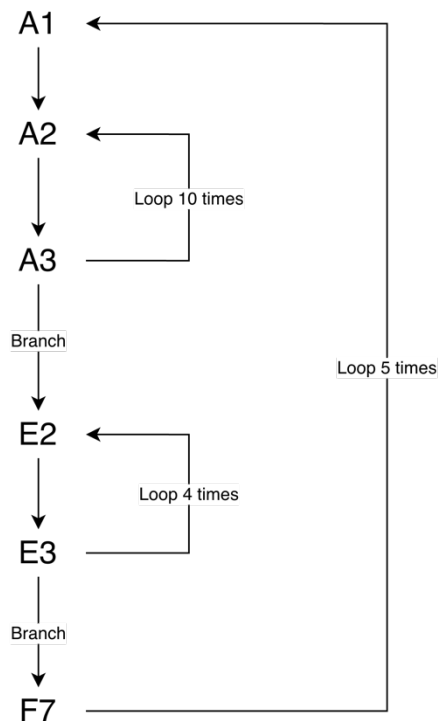 A1
A2
Loop 10 times
A3
Branch
Loop 5 times
E2
Loop 4 times
E3
Branch
F7